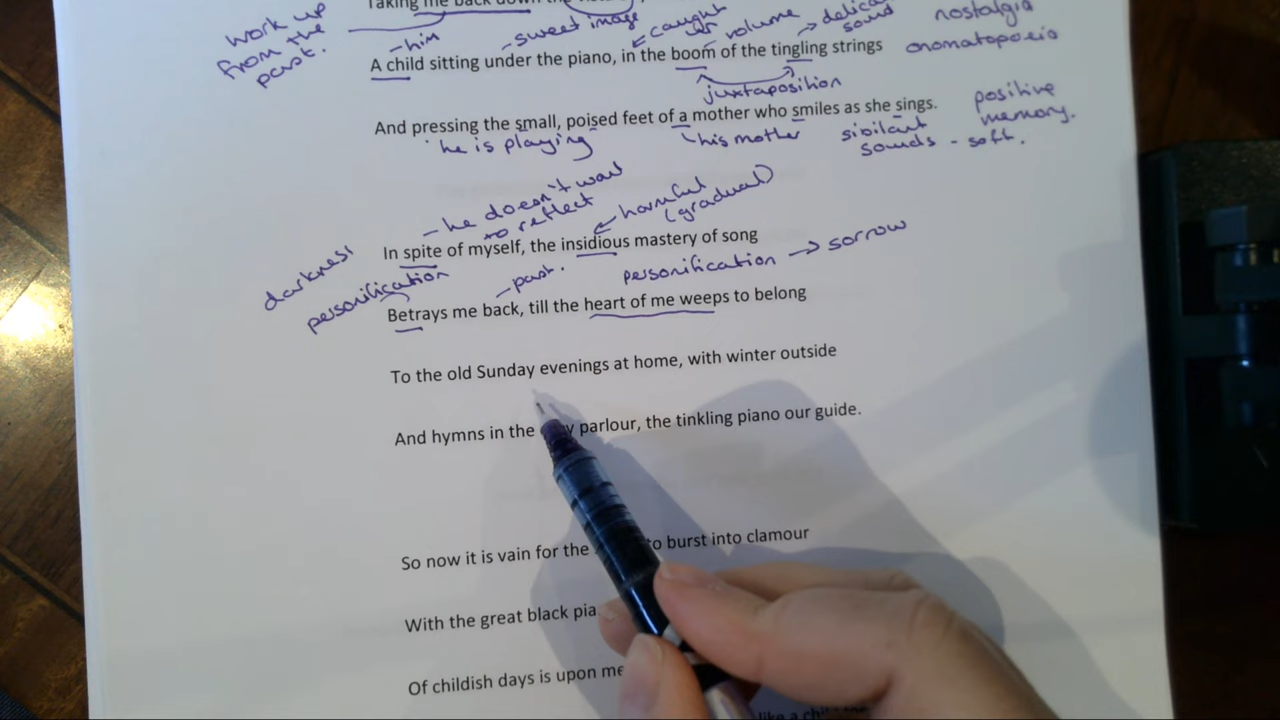 Taking me back down the
work up
from the
past.
- him
- sweet image
caught
volume
→ delicate
sound
nostalgia
A child sitting under the piano, in the boom of the tingling strings
onomatopoeia
juxtaposition
And pressing the small, poised feet of a mother who smiles as she sings.
he is playing
his mother
sibilant
sounds - soft.
positive
memory.
- he doesn't want
to reflect
harmful
(gradual)
In spite of myself, the insidious mastery of song
darkness
personification
- past.
personification → sorrow
Betrays me back, till the heart of me weeps to belong
To the old Sunday evenings at home, with winter outside
And hymns in the parlour, the tinkling piano our guide.
So now it is vain for the to burst into clamour
With the great black pia
Of childish days is upon me
like a chi